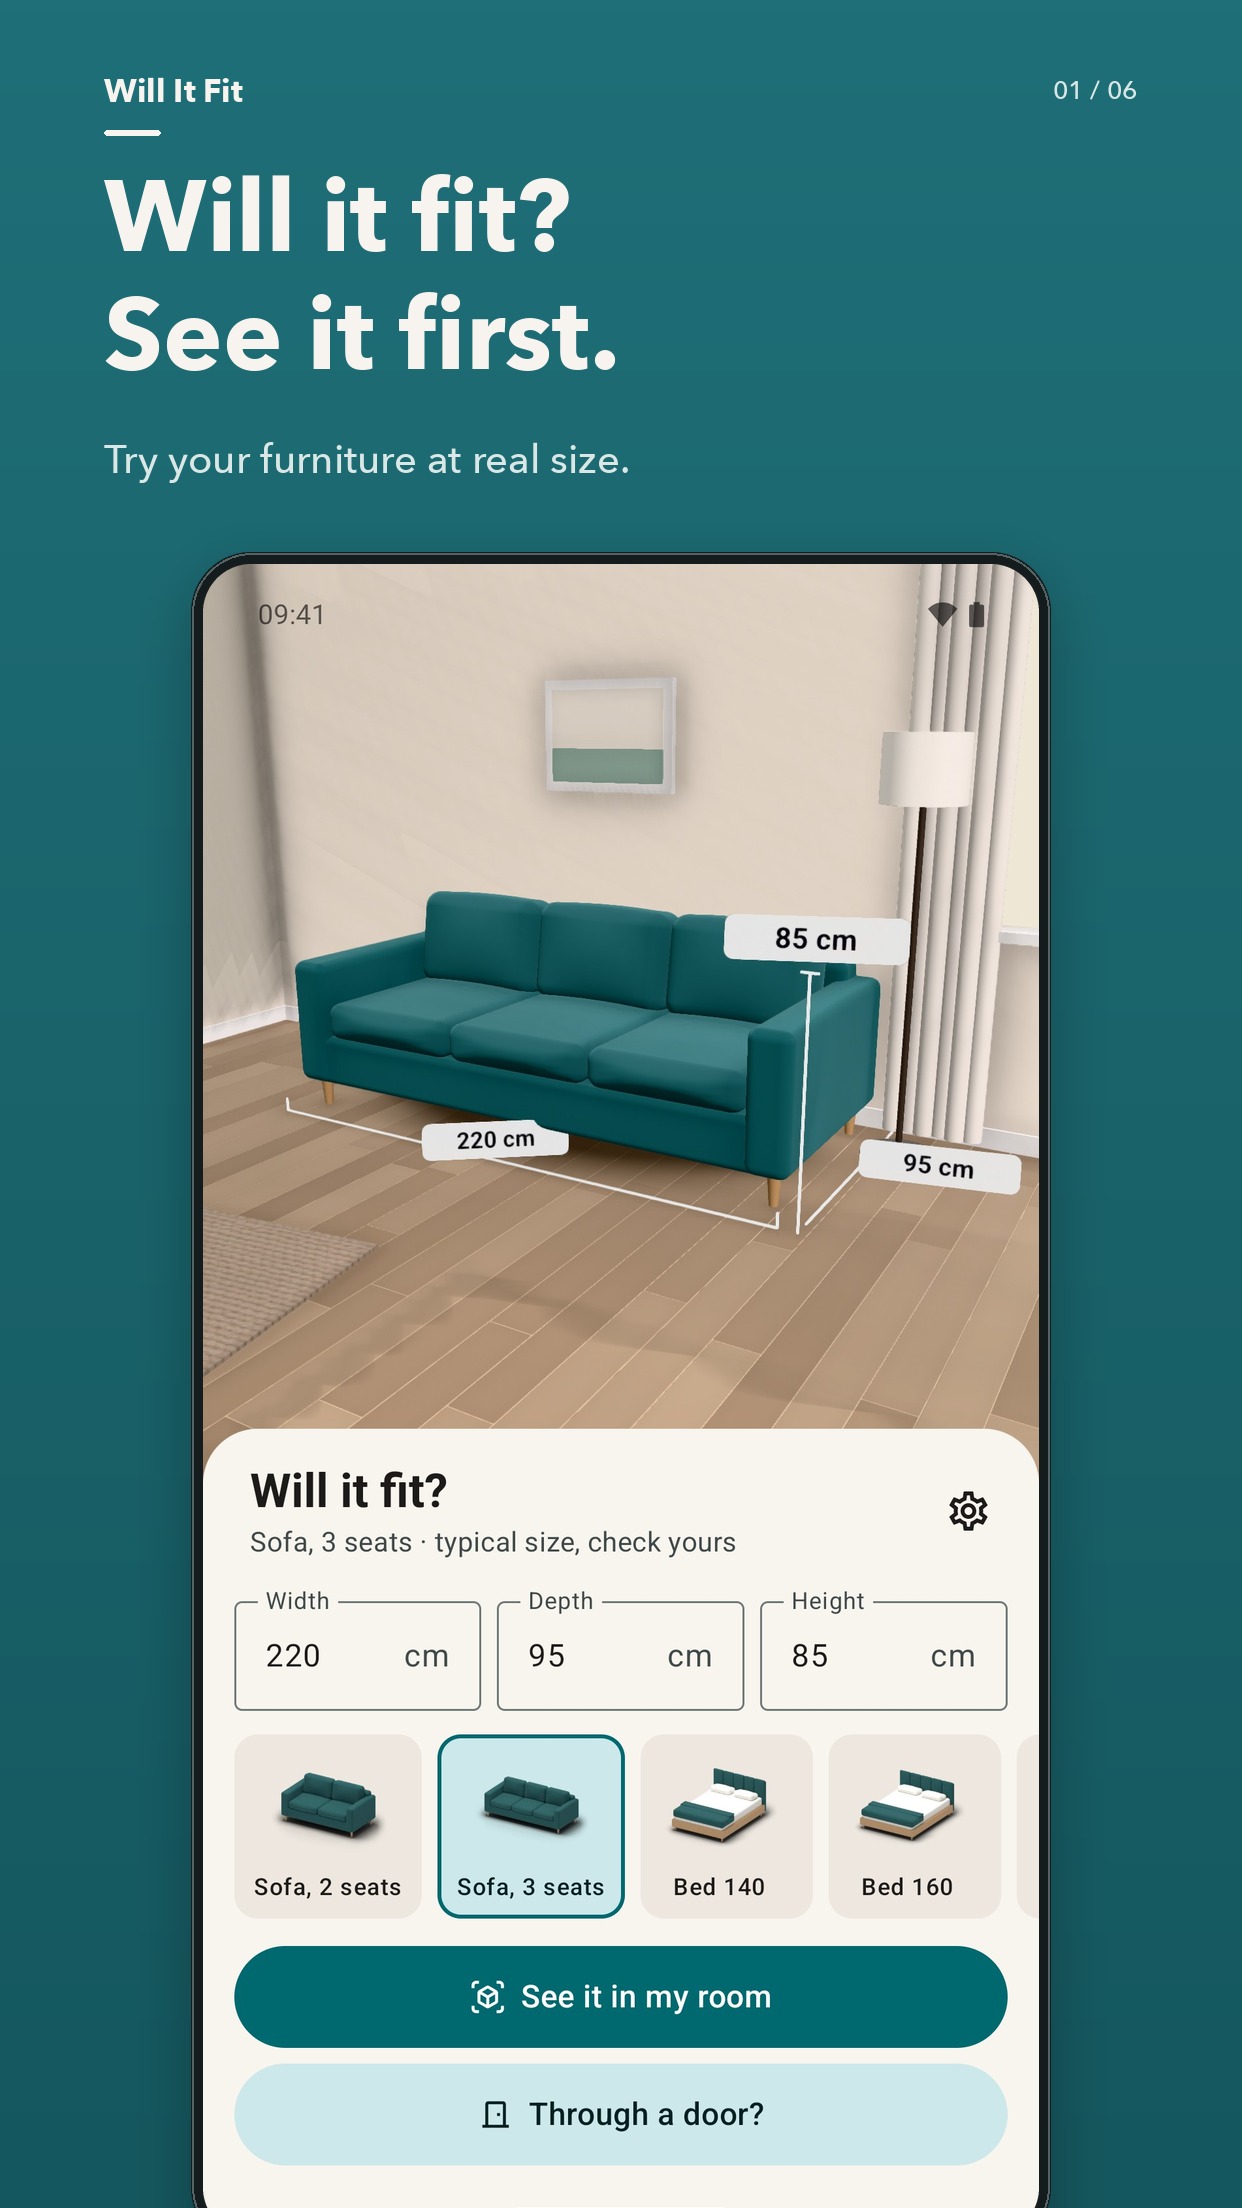 Will It Fit
01 / 06
Will it fit?
See it first.
Try your furniture at real size.
09:41
85 cm
220 cm
95 cm
Will it fit?
Sofa, 3 seats · typical size, check yours
Width
Depth
Height
220 cm
95 cm
85 cm
Sofa, 2 seats
Sofa, 3 seats
Bed 140
Bed 160
See it in my room
Through a door?